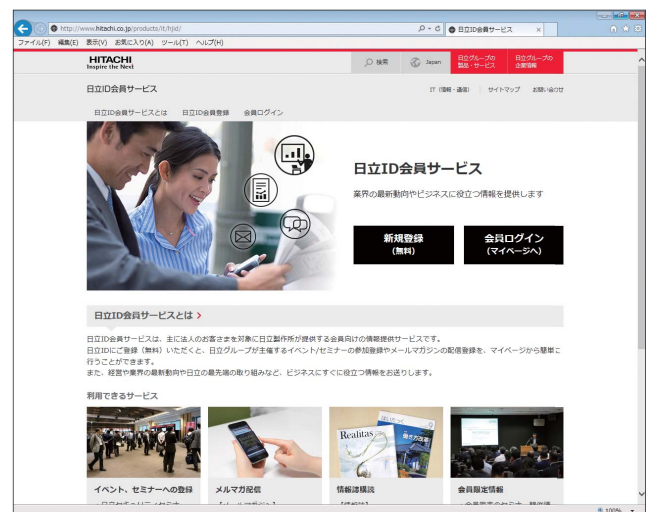 http://www.hitachi.co.jp/products/it/hjid/
日立ID会員サービス
ファイル(F) 編集(E) 表示(V) お気に入り(A) ツール(T) ヘルプ(H)
HITACHI
Inspire the Next
検索
Japan
日立グループの
製品・サービス
日立グループの
企業情報
日立ID会員サービス
IT(情報・通信) サイトマップ お問い合わせ
日立ID会員サービスとは 日立ID会員登録 会員ログイン
日立ID会員サービス
業界の最新動向やビジネスに役立つ情報を提供します
新規登録
(無料)
会員ログイン
(マイページへ)
日立ID会員サービスとは
日立ID会員サービスは、主に法人のお客さまを対象に日立製作所が提供する会員向けの情報提供サービスです。
日立IDにご登録(無料)いただくと、日立グループが主催するイベント/セミナーの参加登録やメールマガジンの配信登録を、マイページから簡単に
行うことができます。
また、経営や業界の最新動向や日立の最先端の取り組みなど、ビジネスにすぐに役立つ情報をお送りします。
利用できるサービス
Realitas
はいたっく
働き方改革
イベント、セミナーへの登録
メルマガ配信
情報誌購読
会員限定情報
100%